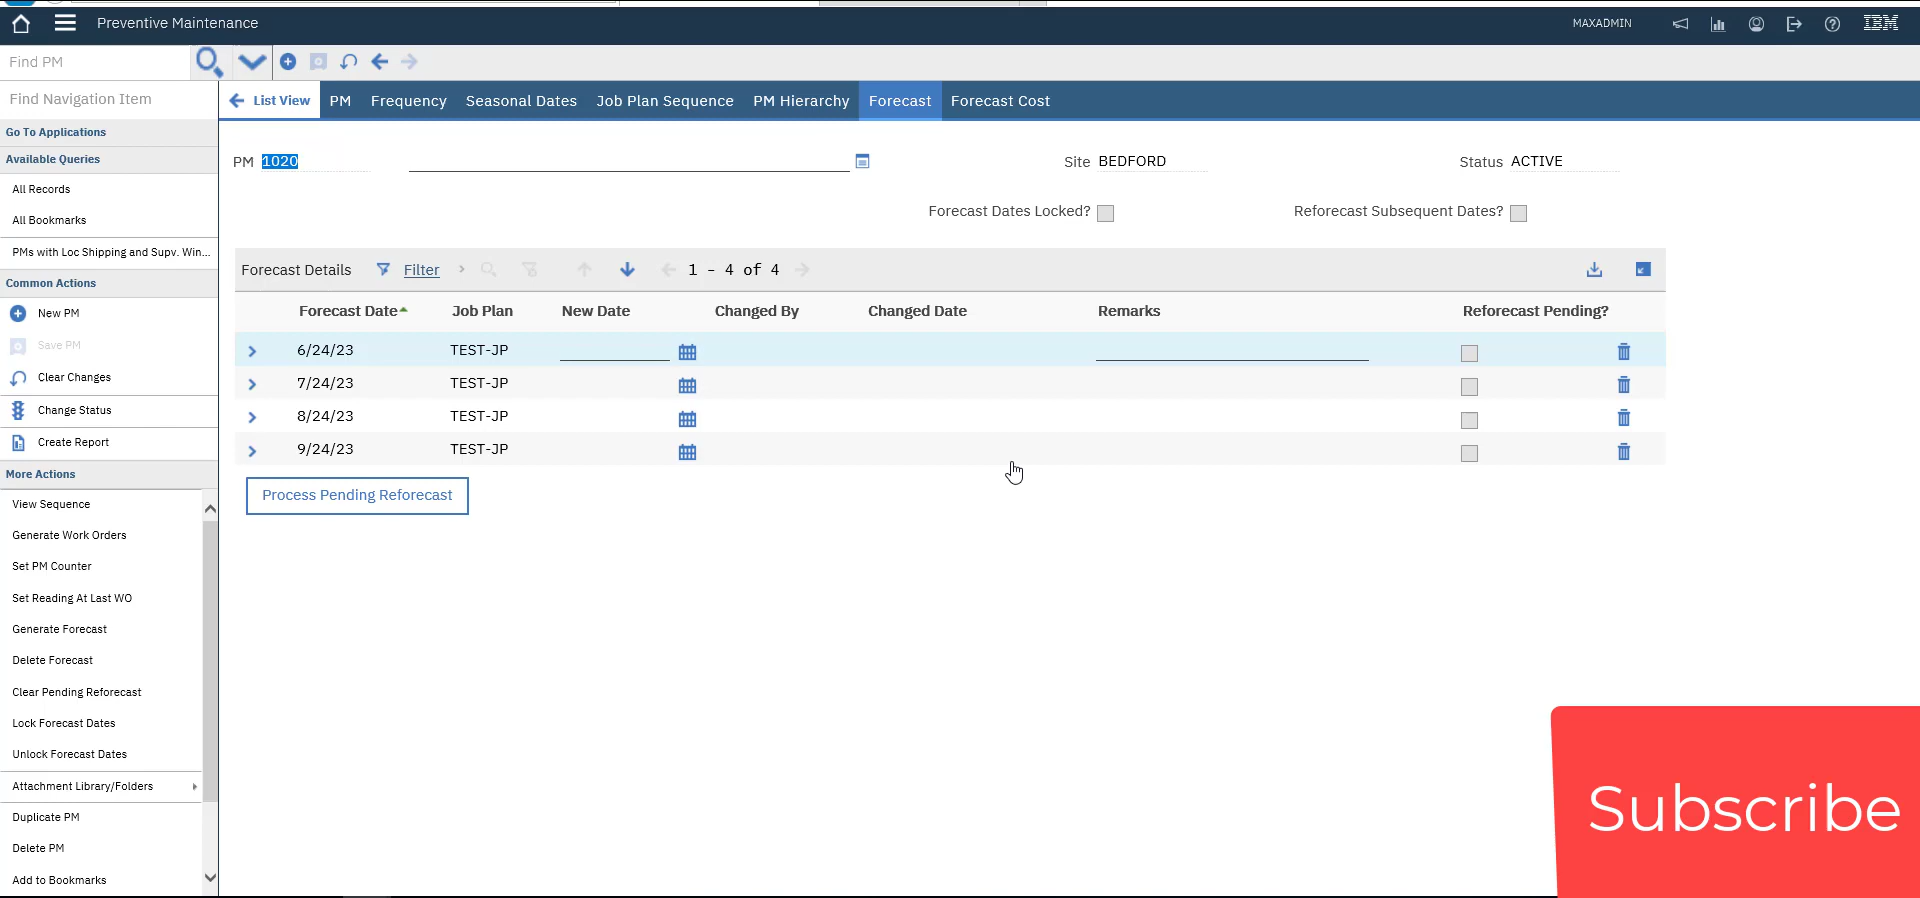 Preventive Maintenance
MAXADMIN
IBM
Find PM
Find Navigation Item
Go To Applications
Available Queries
All Records
All Bookmarks
PMs with Loc Shipping and Supv. Win...
Common Actions
New PM
Save PM
Clear Changes
Change Status
Create Report
More Actions
View Sequence
Generate Work Orders
Set PM Counter
Set Reading At Last WO
Generate Forecast
Delete Forecast
Clear Pending Reforecast
Lock Forecast Dates
Unlock Forecast Dates
Attachment Library/Folders
Duplicate PM
Delete PM
Add to Bookmarks
List View PM Frequency Seasonal Dates Job Plan Sequence PM Hierarchy Forecast Forecast Cost
PM 1020 Site BEDFORD Status ACTIVE
Forecast Dates Locked? Reforecast Subsequent Dates?
Forecast Details Filter 1 - 4 of 4
Forecast Date Job Plan New Date Changed By Changed Date Remarks Reforecast Pending?
6/24/23 TEST-JP
7/24/23 TEST-JP
8/24/23 TEST-JP
9/24/23 TEST-JP
Process Pending Reforecast
Subscribe